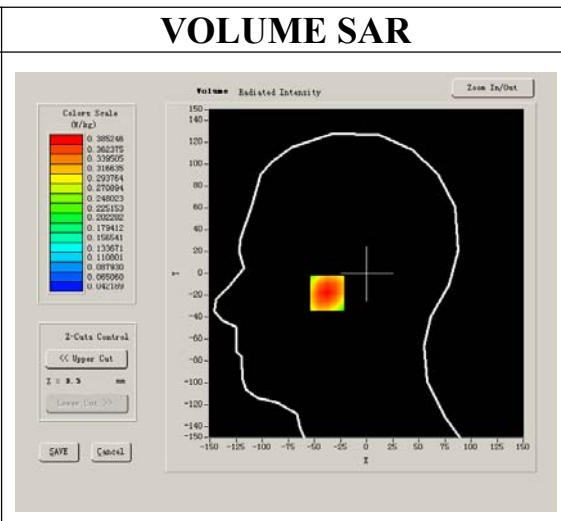 VOLUME SAR
Volume Radiated Intensity
Zoom In/Out
Colors Scale
(W/kg)
0.385246
0.362375
0.339505
0.316635
0.293764
0.270894
0.248023
0.225153
0.202282
0.179412
0.156541
0.133671
0.110801
0.087930
0.065060
0.042189
150
140
120
100
80
60
40
20
0
-20
-40
-60
-80
-100
-120
-140
-150
Y
-150 -125 -100 -75 -50 -25 0 25 50 75 100 125 150
X
Z-Cuts Control
<< Upper Cut
Z = 9.5 mm
Lower Cut >>
SAVE Cancel